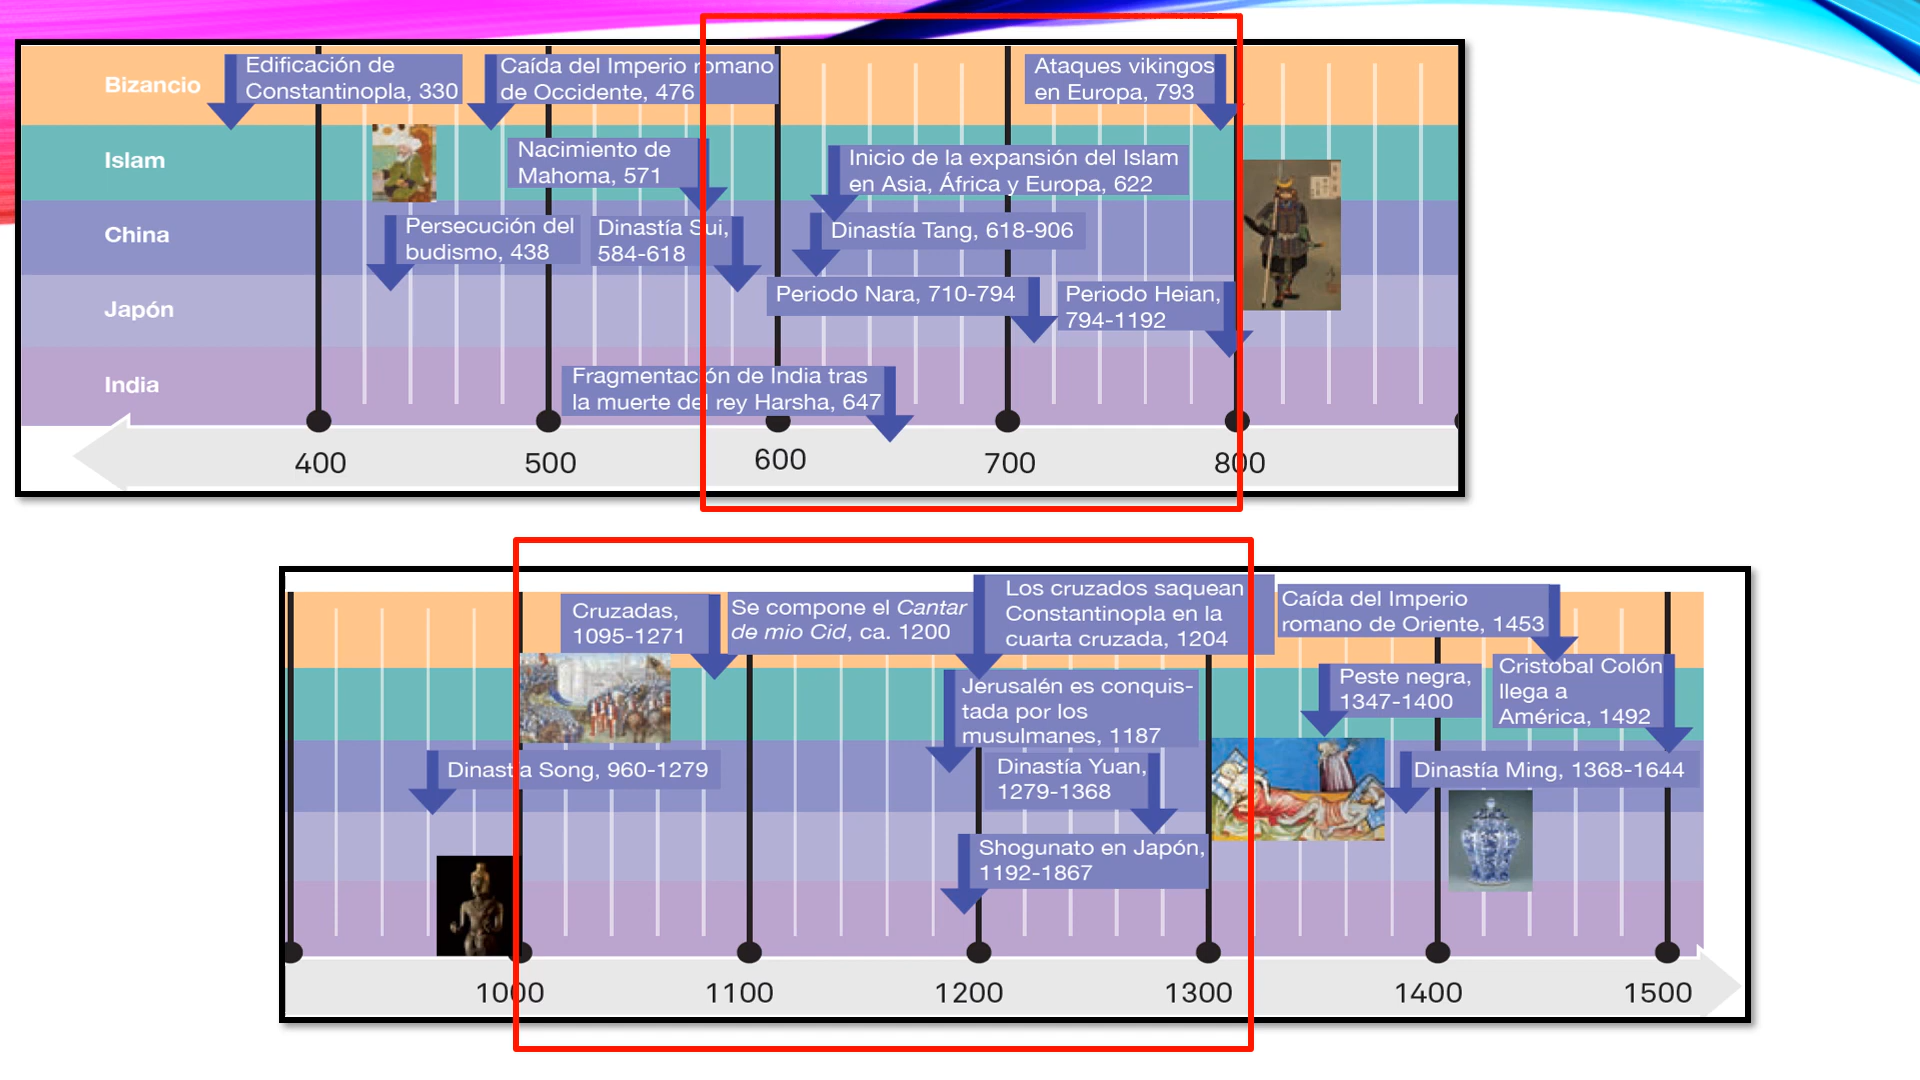 Bizancio
Edificación de
Constantinopla, 330
Caída del Imperio romano
de Occidente, 476
Ataques vikingos
en Europa, 793
Islam
Nacimiento de
Mahoma, 571
Inicio de la expansión del Islam
en Asia, África y Europa, 622
China
Persecución del
budismo, 438
Dinastía Sui,
584-618
Dinastía Tang, 618-906
Japón
Periodo Nara, 710-794
Periodo Heian,
794-1192
India
Fragmentación de India tras
la muerte del rey Harsha, 647
400
500
600
700
800
Cruzadas,
1095-1271
Se compone el Cantar
de mio Cid, ca. 1200
Los cruzados saquean
Constantinopla en la
cuarta cruzada, 1204
Caída del Imperio
romano de Oriente, 1453
Jerusalén es conquis-
tada por los
musulmanes, 1187
Peste negra,
1347-1400
Cristobal Colón
llega a
América, 1492
Dinastía Song, 960-1279
Dinastía Yuan,
1279-1368
Dinastía Ming, 1368-1644
Shogunato en Japón,
1192-1867
1000
1100
1200
1300
1400
1500